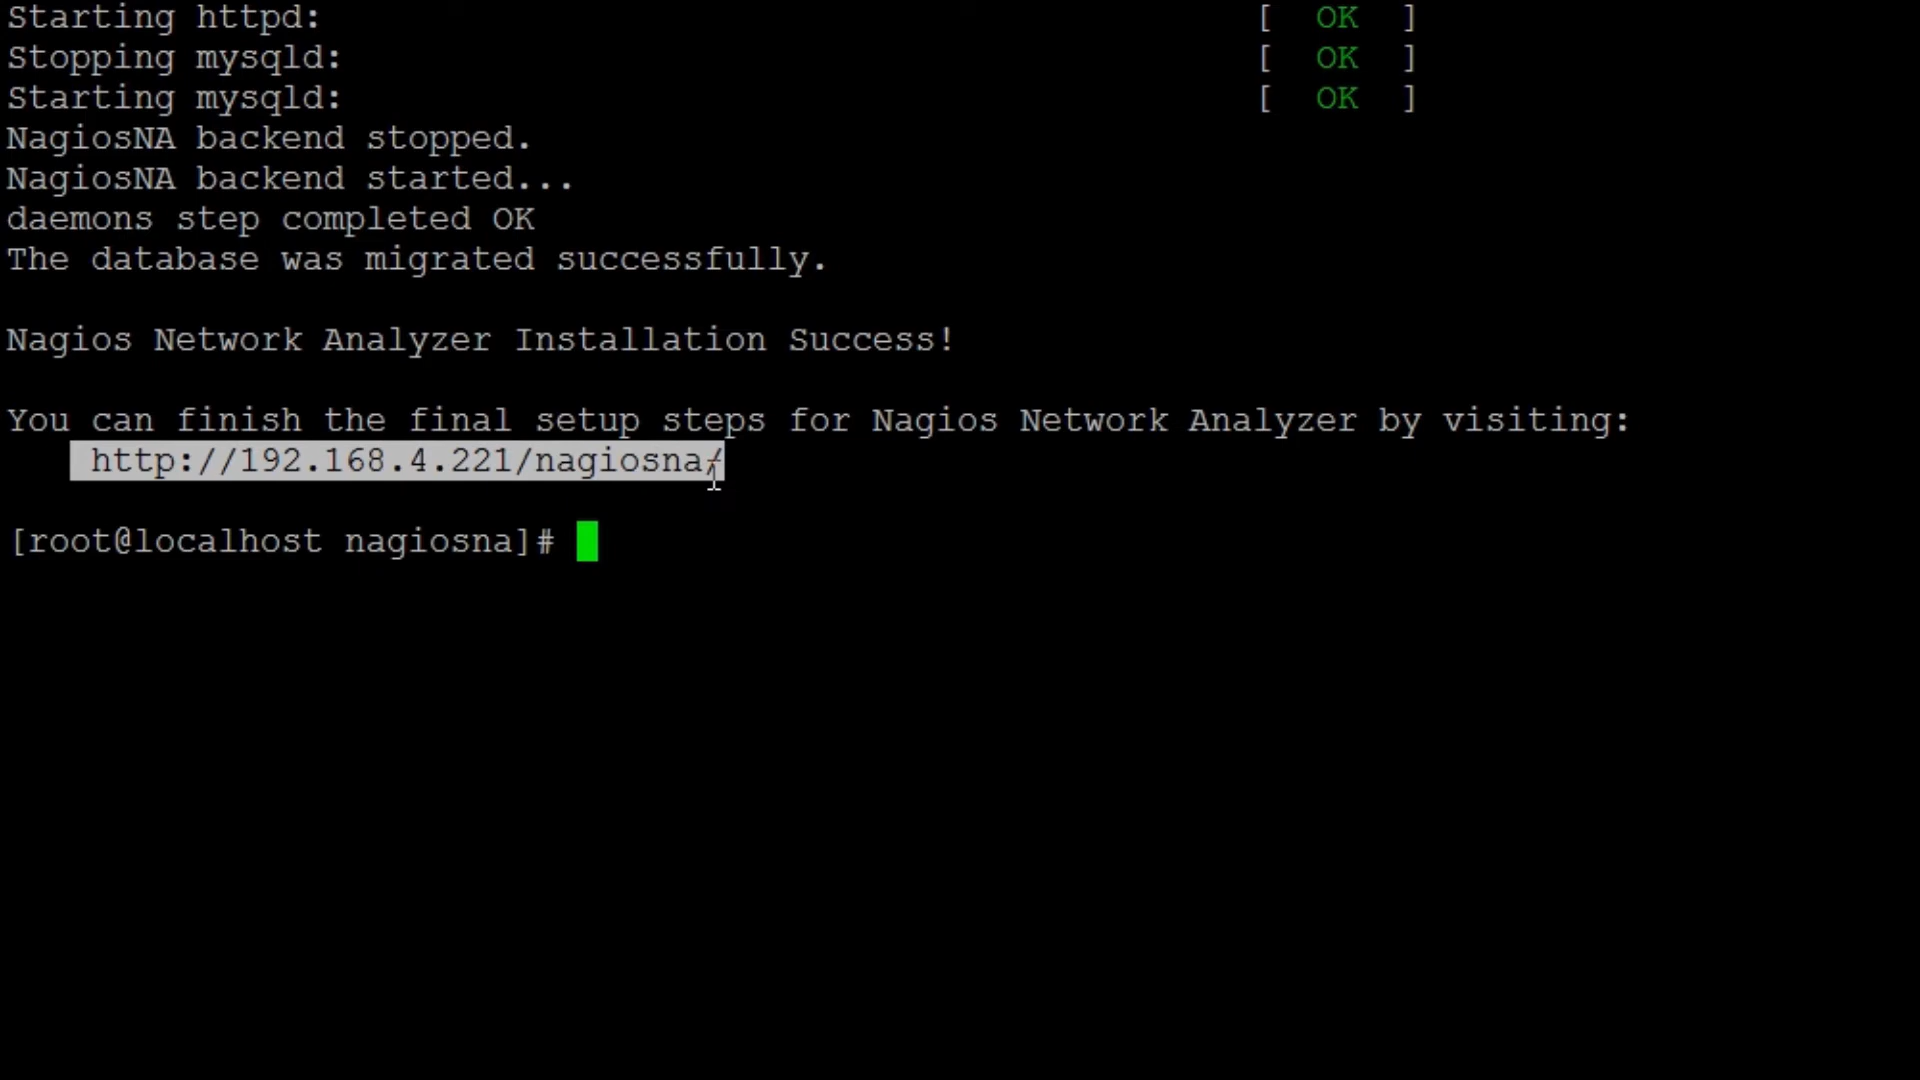 Starting httpd: [ OK ]
Stopping mysqld: [ OK ]
Starting mysqld: [ OK ]
NagiosNA backend stopped.
NagiosNA backend started...
daemons step completed OK
The database was migrated successfully.
Nagios Network Analyzer Installation Success!
You can finish the final setup steps for Nagios Network Analyzer by visiting:
http://192.168.4.221/nagiosna/
[root@localhost nagiosna]#